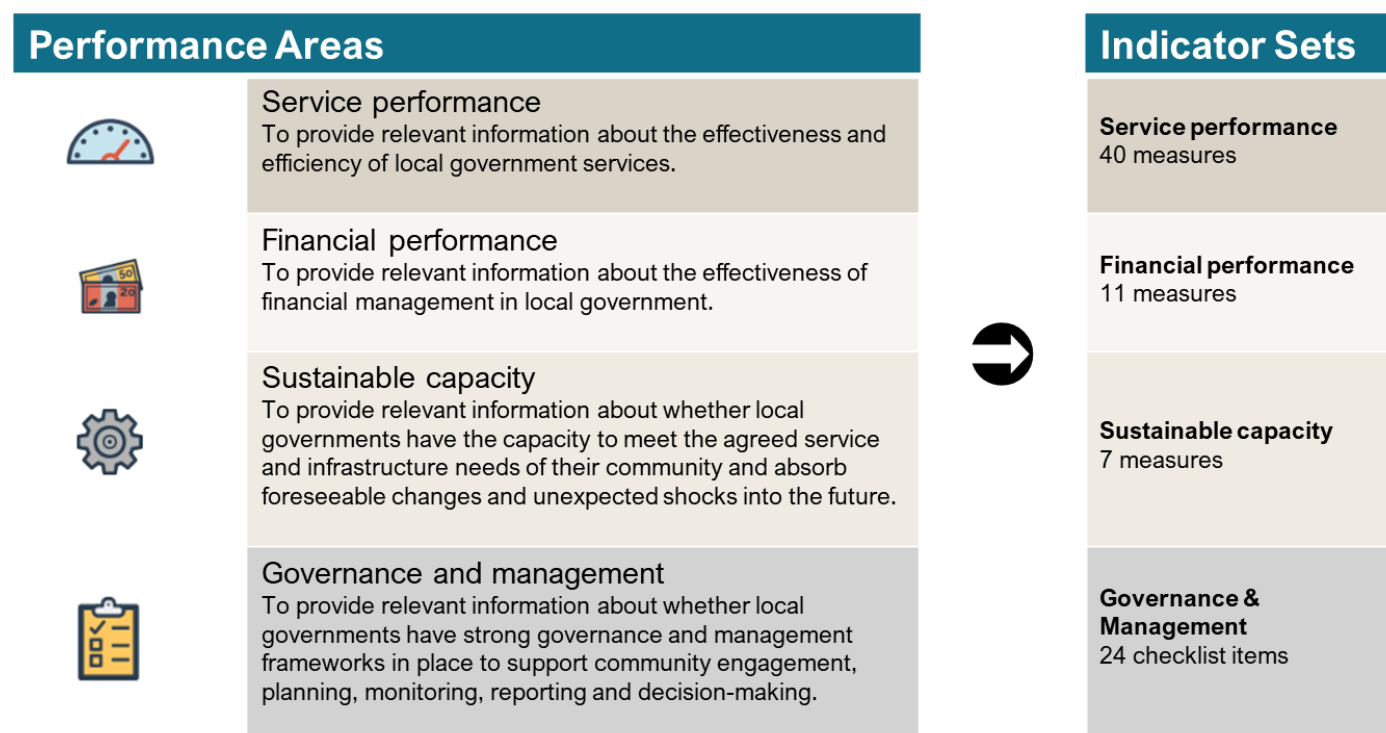 Performance Areas
Indicator Sets
Service performance
To provide relevant information about the effectiveness and
efficiency of local government services.
Service performance
40 measures
50
20
Financial performance
To provide relevant information about the effectiveness of
financial management in local government.
Financial performance
11 measures
Sustainable capacity
To provide relevant information about whether local
governments have the capacity to meet the agreed service
and infrastructure needs of their community and absorb
foreseeable changes and unexpected shocks into the future.
Sustainable capacity
7 measures
Governance and management
To provide relevant information about whether local
governments have strong governance and management
frameworks in place to support community engagement,
planning, monitoring, reporting and decision-making.
Governance &
Management
24 checklist items